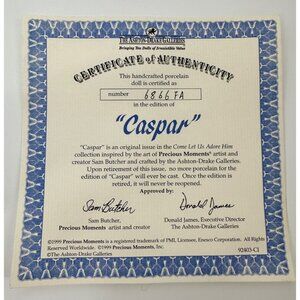 THE ASHTON-DRAKE GALLERIES
Bringing You Dolls of Irresistible Value
CERTIFICATE of AUTHENTICITY
This handcrafted porcelain
doll is certified as
number 6866 FA
in the edition of
"Caspar"
"Caspar" is an original issue in the Come Let Us Adore Him
collection inspired by the art of Precious Moments® artist and
creator Sam Butcher and crafted by the Ashton-Drake Galleries.
Upon retirement of this issue, no more porcelain for the
edition of "Caspar" will ever be cast. Once the edition is
retired, it will never be reopened.
Approved by:
Sam Butcher Donald James
Sam Butcher, Donald James, Executive Director
Precious Moments artist and creator The Ashton-Drake Galleries
©1999 Precious Moments is a registered trademark of PMI, Licensee, Enesco Corporation. All Rights
Reserved Worldwide. ©1999 Precious Moments, Inc.
©The Ashton-Drake Galleries 92403-C1